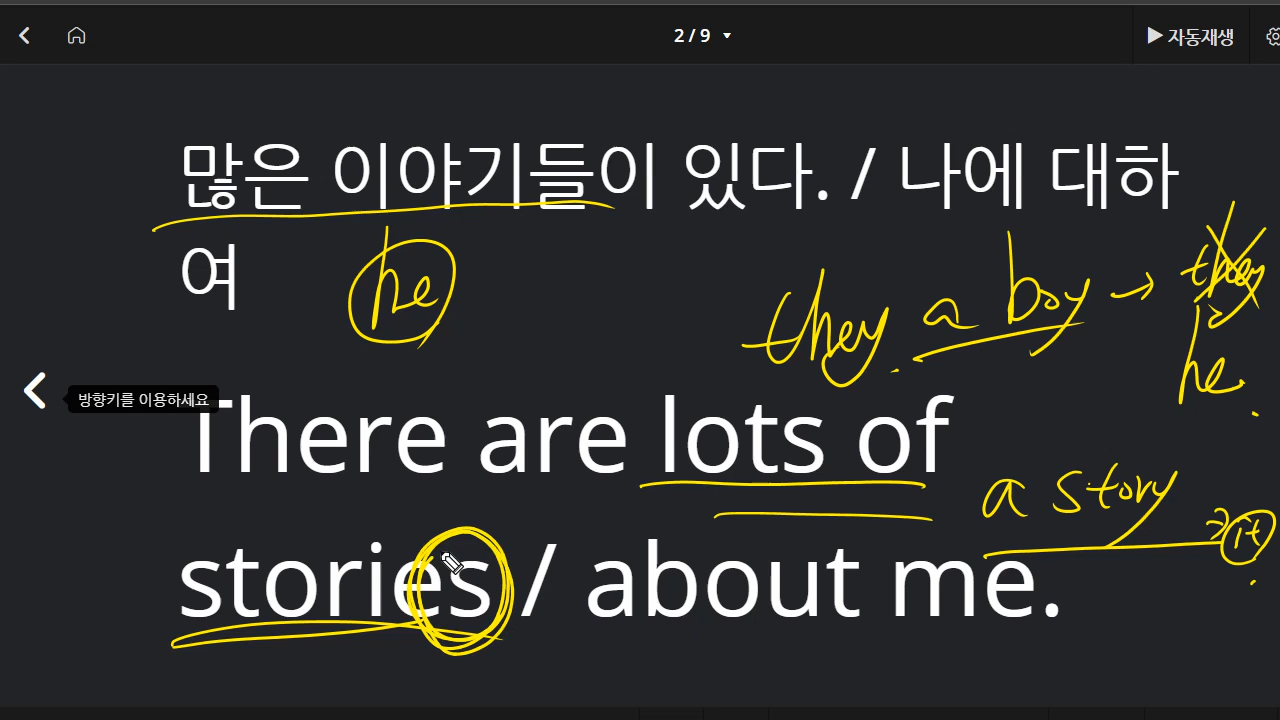 2 / 9
▶ 자동재생
많은 이야기들이 있다. / 나에 대하
여
he
they. a boy → they
he.
방향키를 이용하세요
There are lots of
a story
→ it.
stories / about me.